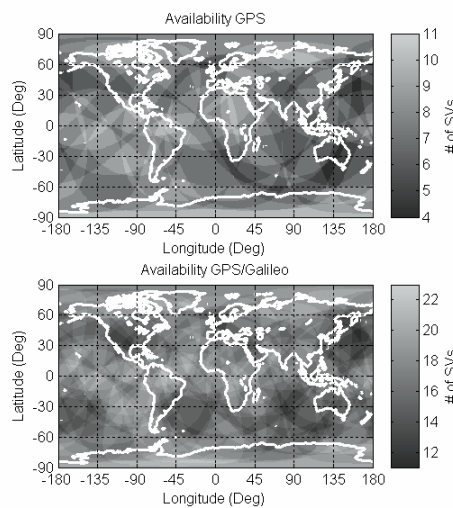 Availability GPS
90
60
30
0
-30
-60
-90
Latitude (Deg)
-180 -135 -90 -45 0 45 90 135 180
Longitude (Deg)
11
10
9
8
7
6
5
4
# of SVs
Availability GPS/Galileo
90
60
30
0
-30
-60
-90
Latitude (Deg)
-180 -135 -90 -45 0 45 90 135 180
Longitude (Deg)
22
20
18
16
14
12
# of SVs